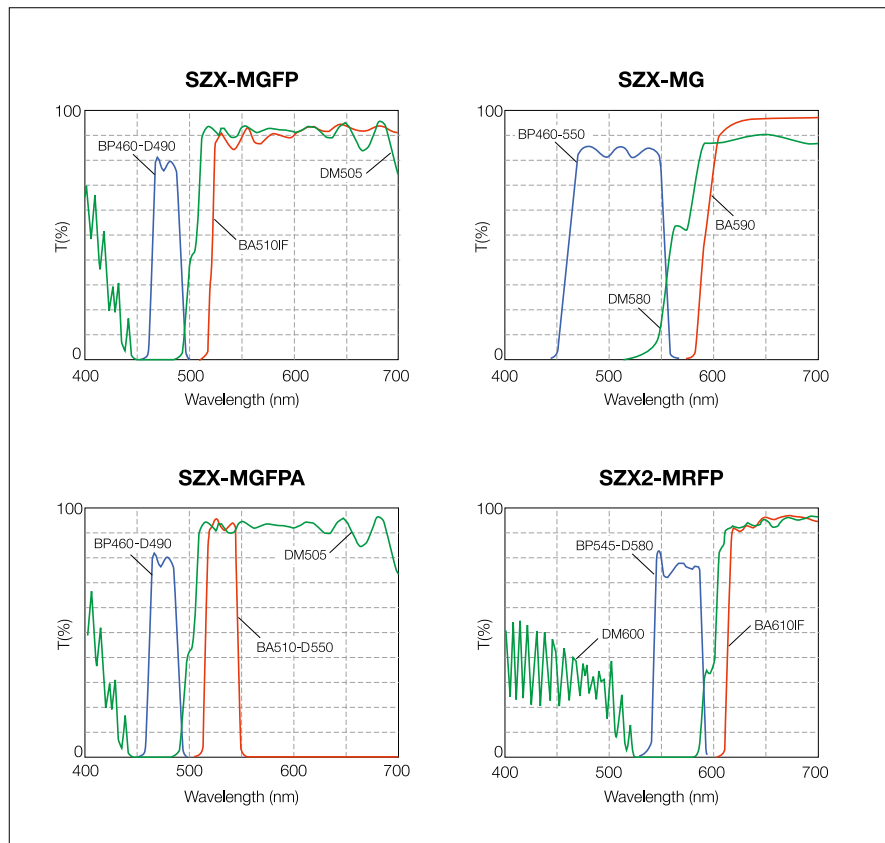 SZX-MGFP
100
BP460-D490
DM505
BA510IF
T(%)
0
400
500
600
700
Wavelength (nm)
SZX-MG
100
BP460-550
BA590
DM580
T(%)
0
400
500
600
700
Wavelength (nm)
SZX-MGFPA
100
BP460-D490
DM505
BA510-D550
T(%)
0
400
500
600
700
Wavelength (nm)
SZX2-MRFP
100
BP545-D580
DM600
BA610IF
T(%)
0
400
500
600
700
Wavelength (nm)